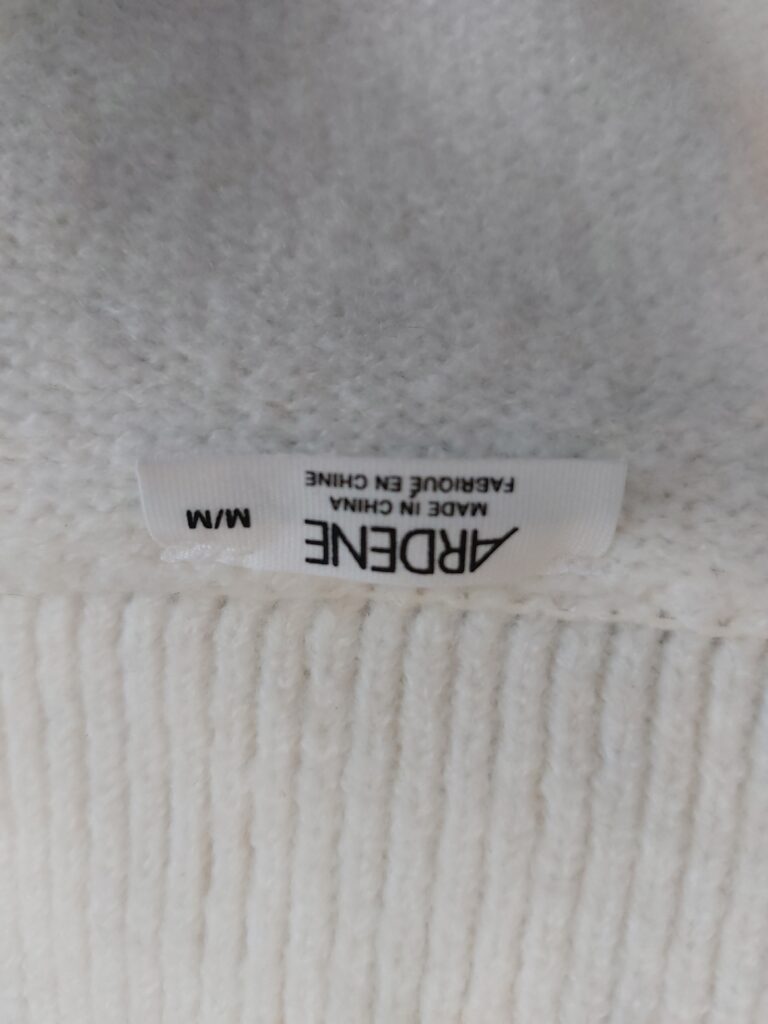 ARDENE
MADE IN CHINA
FABRIQUÉ EN CHINE
M/M